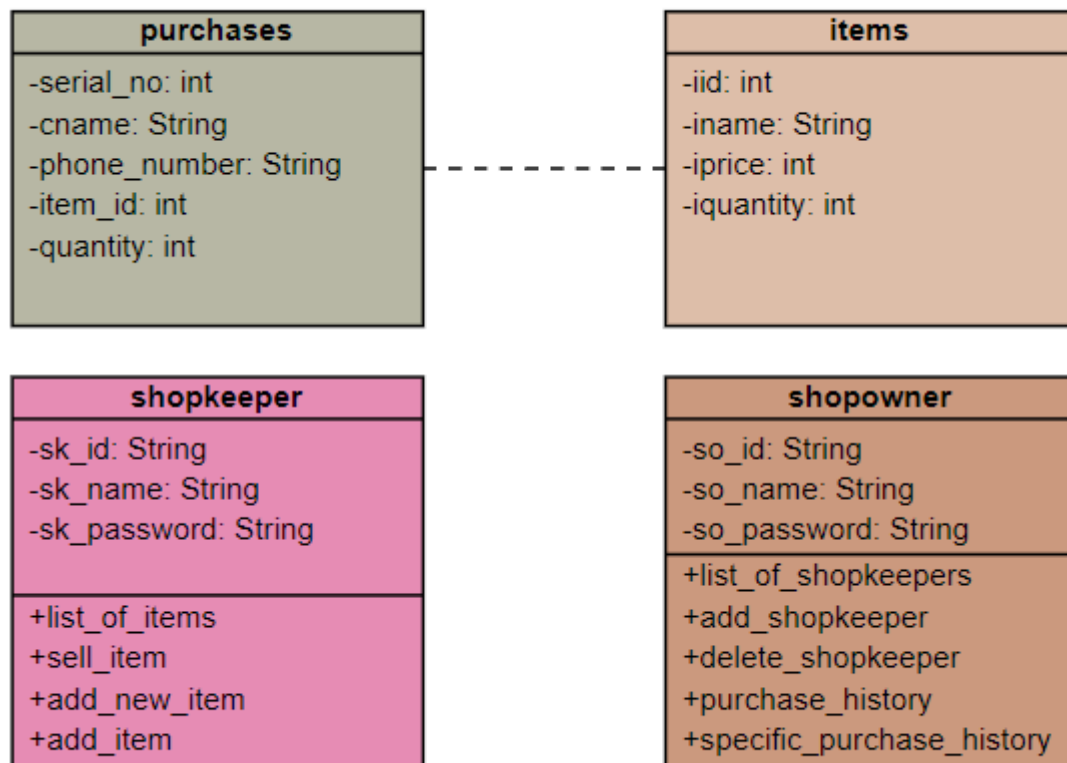 purchases
-serial_no: int
-cname: String
-phone_number: String
-item_id: int
-quantity: int
items
-iid: int
-iname: String
-iprice: int
-iquantity: int
shopkeeper
-sk_id: String
-sk_name: String
-sk_password: String
+list_of_items
+sell_item
+add_new_item
+add_item
shopowner
-so_id: String
-so_name: String
-so_password: String
+list_of_shopkeepers
+add_shopkeeper
+delete_shopkeeper
+purchase_history
+specific_purchase_history